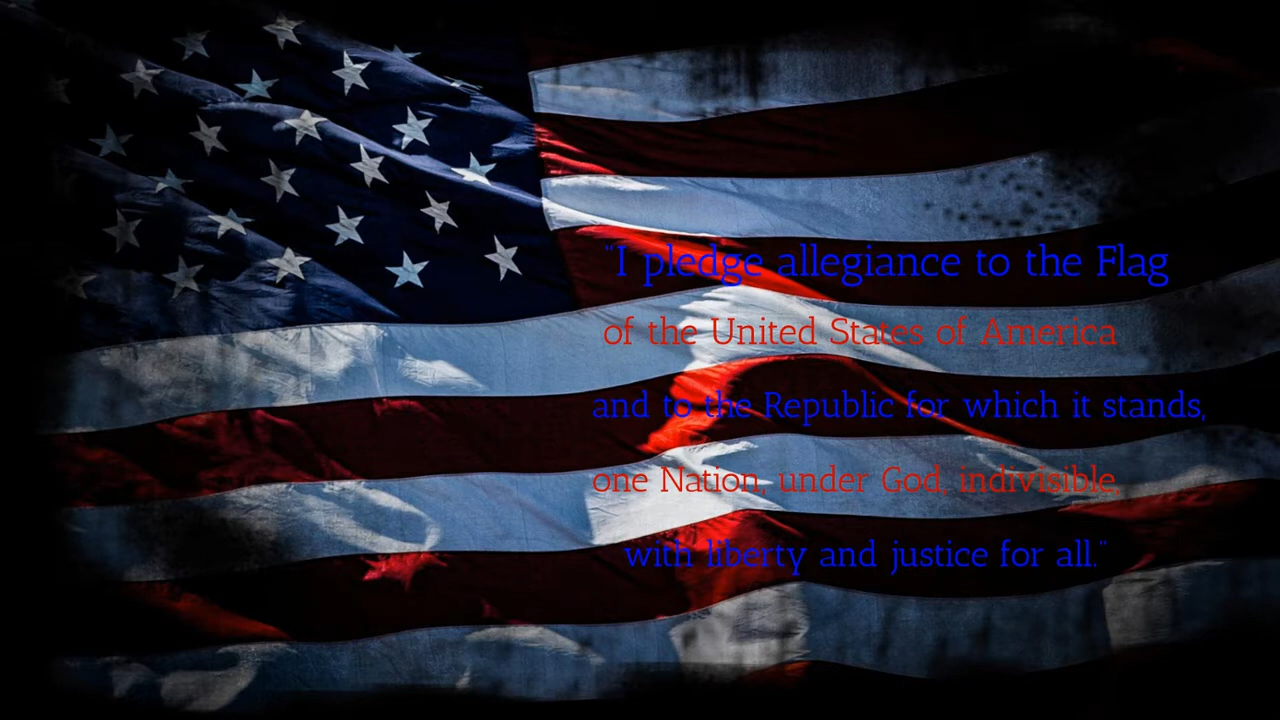 "I pledge allegiance to the Flag
of the United States of America
and to the Republic for which it stands,
one Nation, under God, indivisible,
with liberty and justice for all."